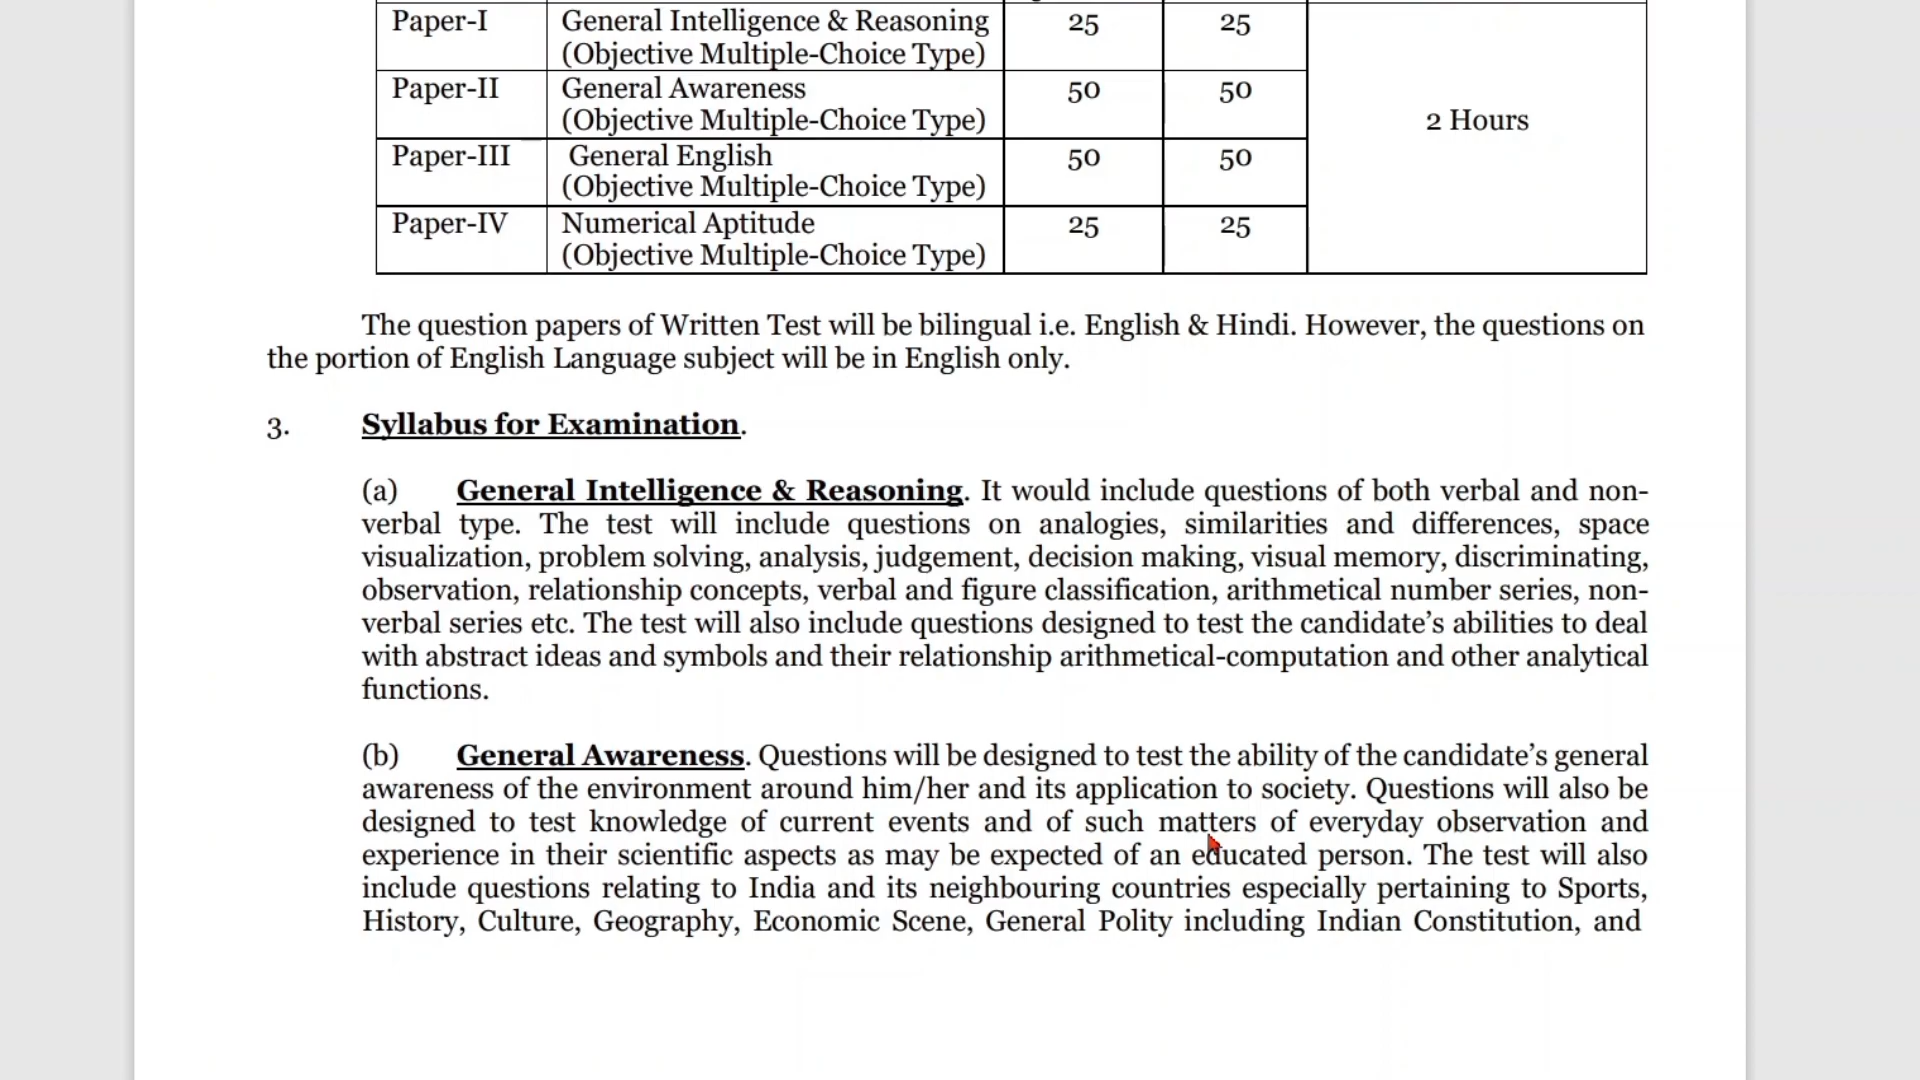 Paper-I General Intelligence & Reasoning 25 25
(Objective Multiple-Choice Type)
Paper-II General Awareness 50 50
(Objective Multiple-Choice Type) 2 Hours
Paper-III General English 50 50
(Objective Multiple-Choice Type)
Paper-IV Numerical Aptitude 25 25
(Objective Multiple-Choice Type)
The question papers of Written Test will be bilingual i.e. English & Hindi. However, the questions on
the portion of English Language subject will be in English only.
3. Syllabus for Examination.
(a) General Intelligence & Reasoning. It would include questions of both verbal and non-
verbal type. The test will include questions on analogies, similarities and differences, space
visualization, problem solving, analysis, judgement, decision making, visual memory, discriminating,
observation, relationship concepts, verbal and figure classification, arithmetical number series, non-
verbal series etc. The test will also include questions designed to test the candidate’s abilities to deal
with abstract ideas and symbols and their relationship arithmetical-computation and other analytical
functions.
(b) General Awareness. Questions will be designed to test the ability of the candidate’s general
awareness of the environment around him/her and its application to society. Questions will also be
designed to test knowledge of current events and of such matters of everyday observation and
experience in their scientific aspects as may be expected of an educated person. The test will also
include questions relating to India and its neighbouring countries especially pertaining to Sports,
History, Culture, Geography, Economic Scene, General Polity including Indian Constitution, and